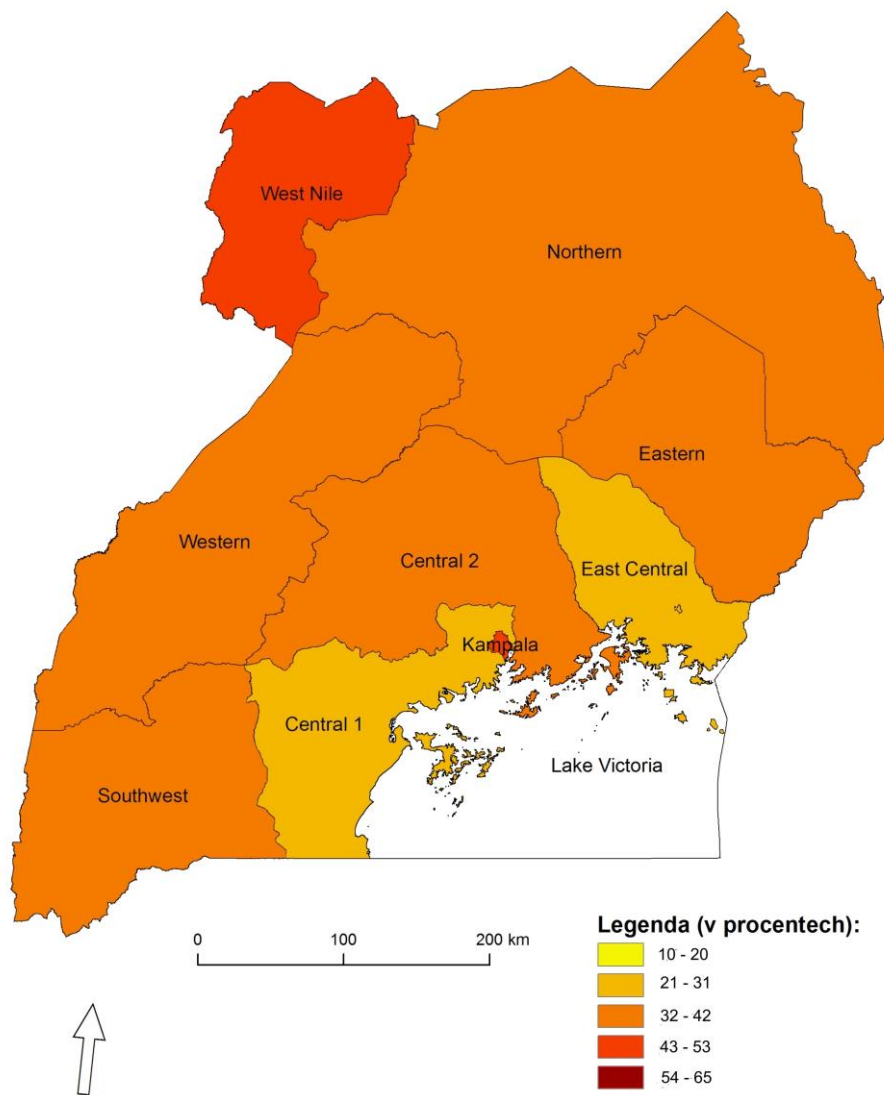 West Nile
Northern
Eastern
Western
Central 2
East Central
Kampala
Central 1
Lake Victoria
Southwest
0 100 200 km
Legenda (v procentech):
10 - 20
21 - 31
32 - 42
43 - 53
54 - 65